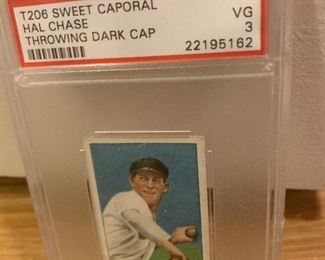 T206 SWEET CAPORAL VG
HAL CHASE 3
THROWING DARK CAP 22195162